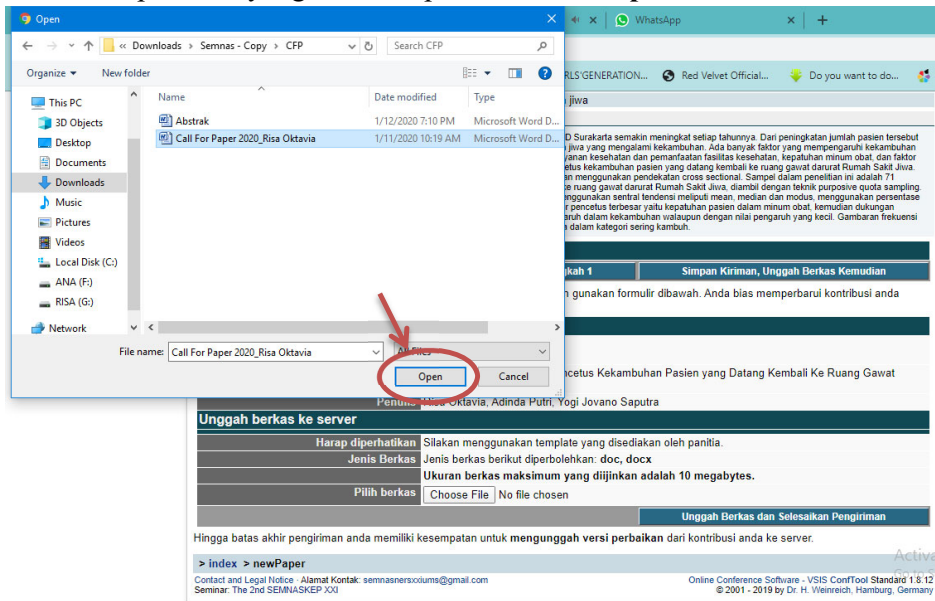 Open
WhatsApp
Downloads › Semnas - Copy › CFP
Search CFP
Organize
New folder
RLS'GENERATION...
Red Velvet Official...
Do you want to do...
This PC
3D Objects
Desktop
Documents
Downloads
Music
Pictures
Videos
Local Disk (C:)
ANA (F:)
RISA (G:)
Network
Name
Date modified
Type
Abstrak
1/12/2020 7:10 PM
Microsoft Word D...
Call For Paper 2020_Risa Oktavia
1/11/2020 10:19 AM
Microsoft Word D...
File name:
Call For Paper 2020_Risa Oktavia
Open
Cancel
jiwa
D Surakarta semakin meningkat setiap tahunnya. Dari peningkatan jumlah pasien tersebut
jiwa yang mengalami kekambuhan. Ada banyak faktor yang mempengaruhi kekambuhan
yanan kesehatan dan pemanfaatan fasilitas kesehatan, kepatuhan minum obat, dan faktor
etus kekambuhan pasien yang datang kembali ke ruang gawat darurat Rumah Sakit Jiwa.
an menggunakan pendekatan cross sectional. Sampel dalam penelitian ini adalah 71
ke ruang gawat darurat Rumah Sakit Jiwa, diambil dengan teknik purposive quota sampling.
enggunakan sentral tendensi meliputi mean, median dan modus, menggunakan persentase
r pencetus terbesar yaitu kepatuhan pasien dalam minum obat, kemudian dukungan
aruh dalam kekambuhan walaupun dengan nilai pengaruh yang kecil. Gambaran frekuensi
dalam kategori sering kambuh.
gkah 1
Simpan Kiriman, Unggah Berkas Kemudian
gunakan formulir dibawah. Anda bias memperbarui kontribusi anda
ncetus Kekambuhan Pasien yang Datang Kembali Ke Ruang Gawat
Penulis
Risa Oktavia, Adinda Putri, Yogi Jovano Saputra
Unggah berkas ke server
Harap diperhatikan
Silakan menggunakan template yang disediakan oleh panitia.
Jenis Berkas
Jenis berkas berikut diperbolehkan: doc, docx
Ukuran berkas maksimum yang diijinkan adalah 10 megabytes.
Pilih berkas
Choose File
No file chosen
Unggah Berkas dan Selesaikan Pengiriman
Hingga batas akhir pengiriman anda memiliki kesempatan untuk mengunggah versi perbaikan dari kontribusi anda ke server.
> index > newPaper
Contact and Legal Notice · Alamat Kontak: semnasnersxxiums@gmail.com
Seminar: The 2nd SEMNASKEP XXI
Online Conference Software - VSIS ConfTool Standard 1.8.12
© 2001 - 2019 by Dr. H. Weinreich, Hamburg, Germany